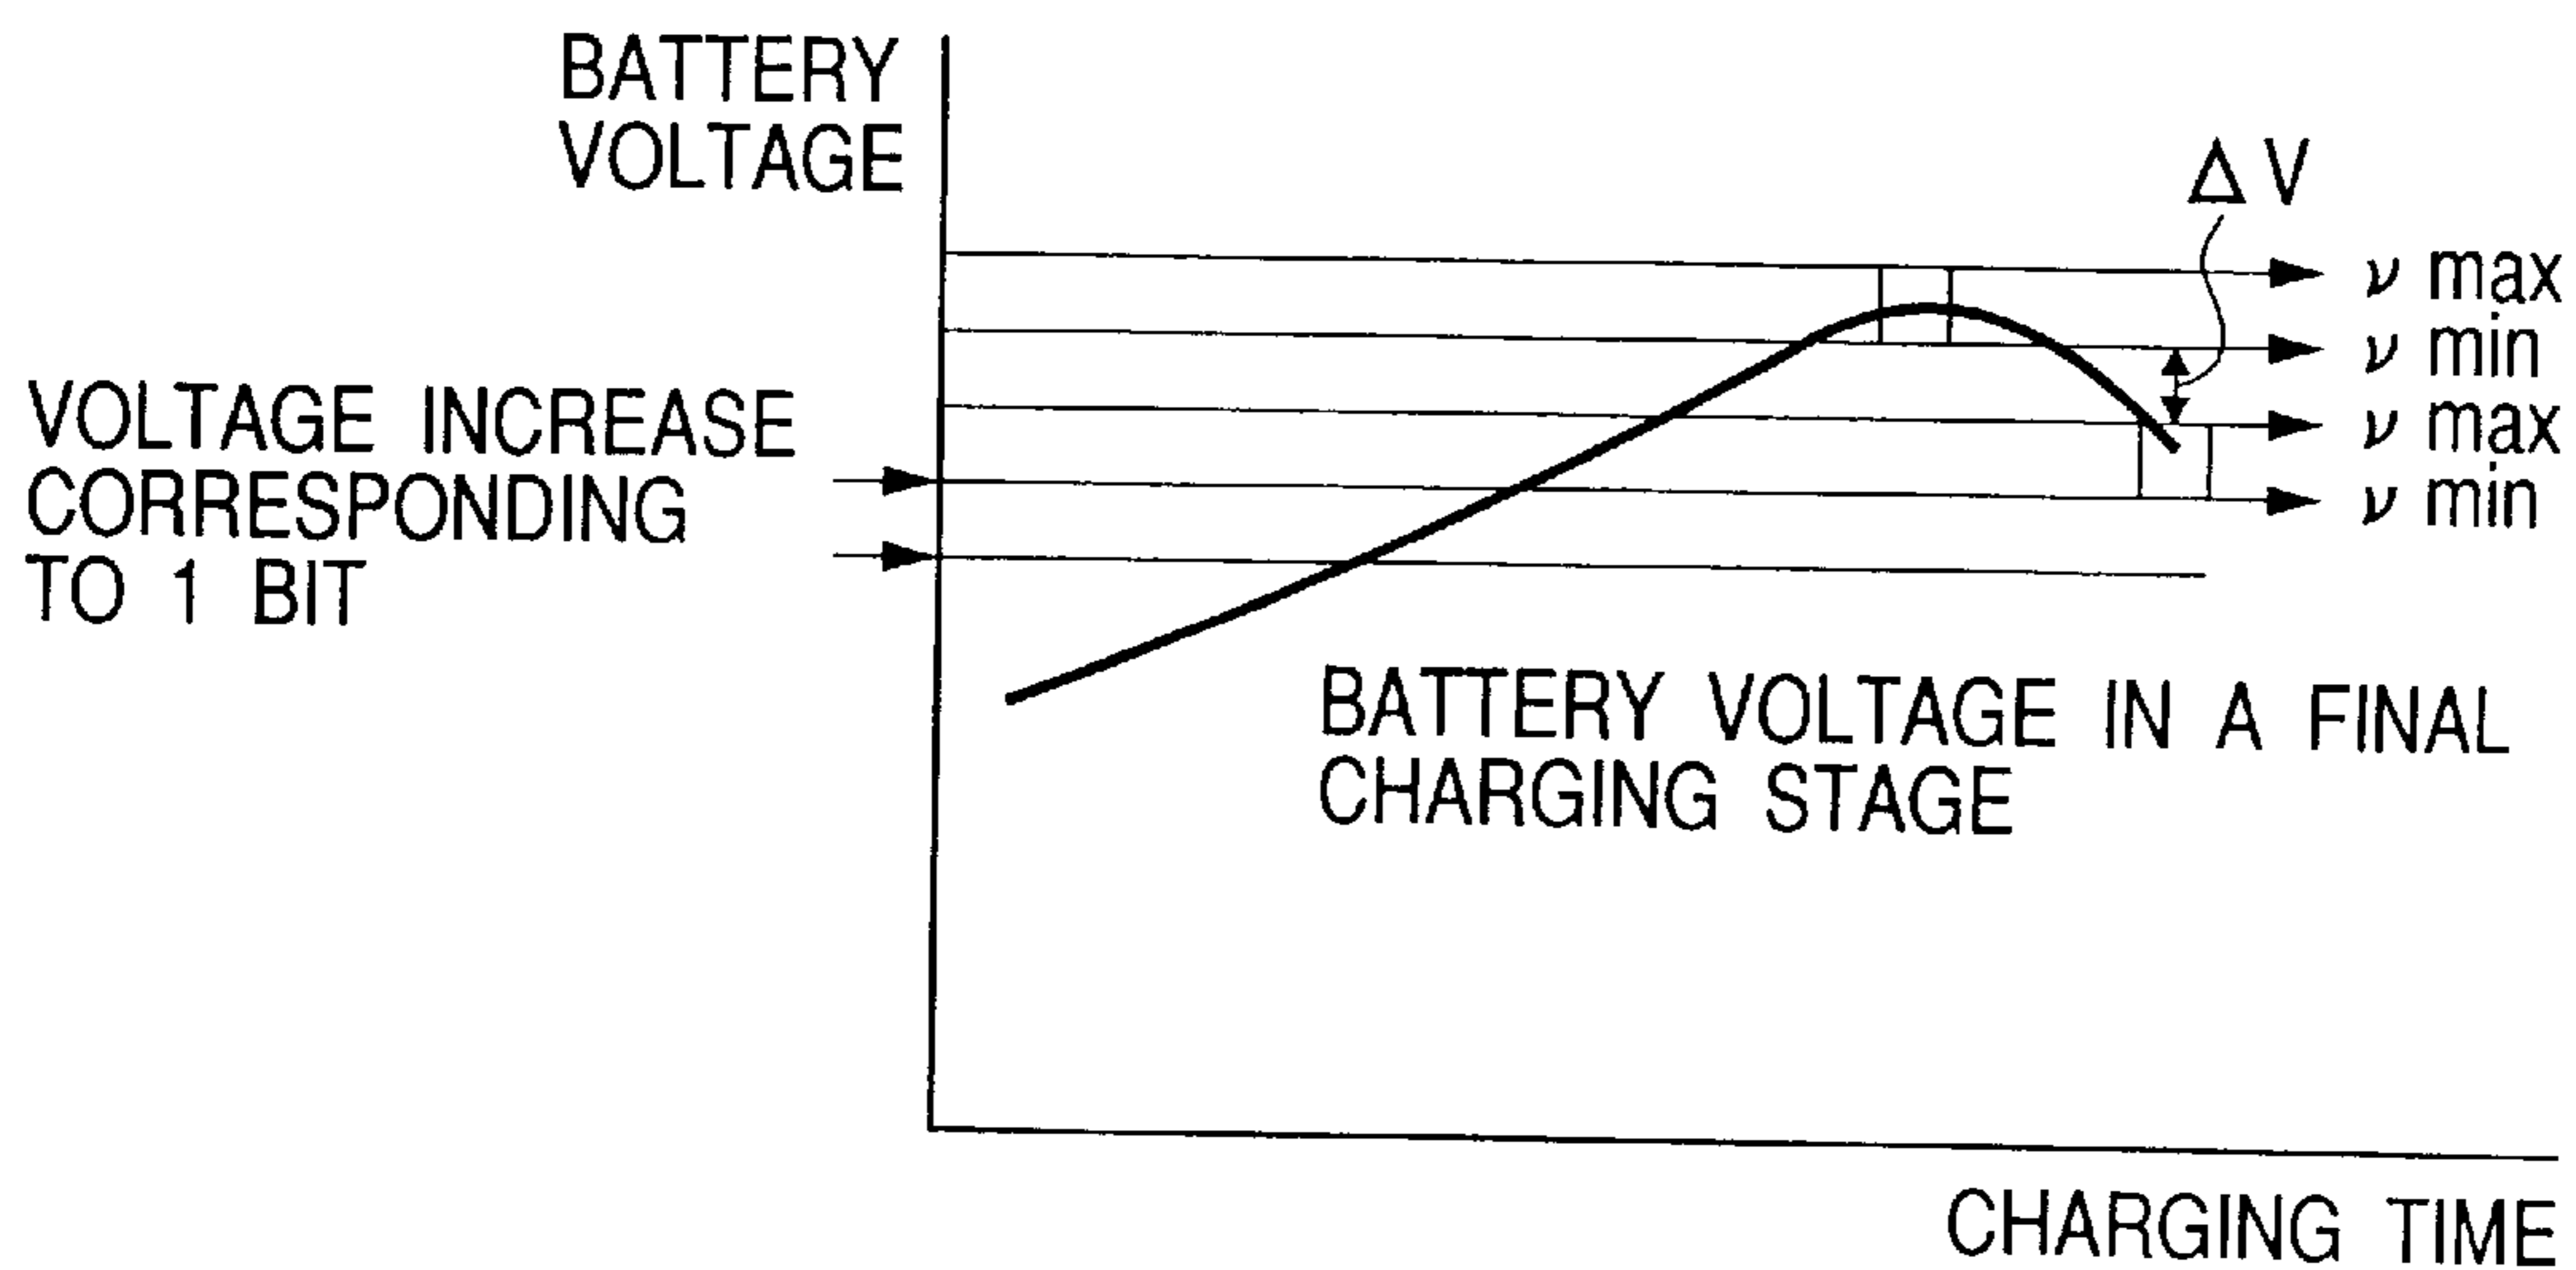 BATTERY
VOLTAGE
Δ V
ν max
ν min
ν max
ν min
VOLTAGE INCREASE
CORRESPONDING
TO 1 BIT
BATTERY VOLTAGE IN A FINAL
CHARGING STAGE
CHARGING TIME